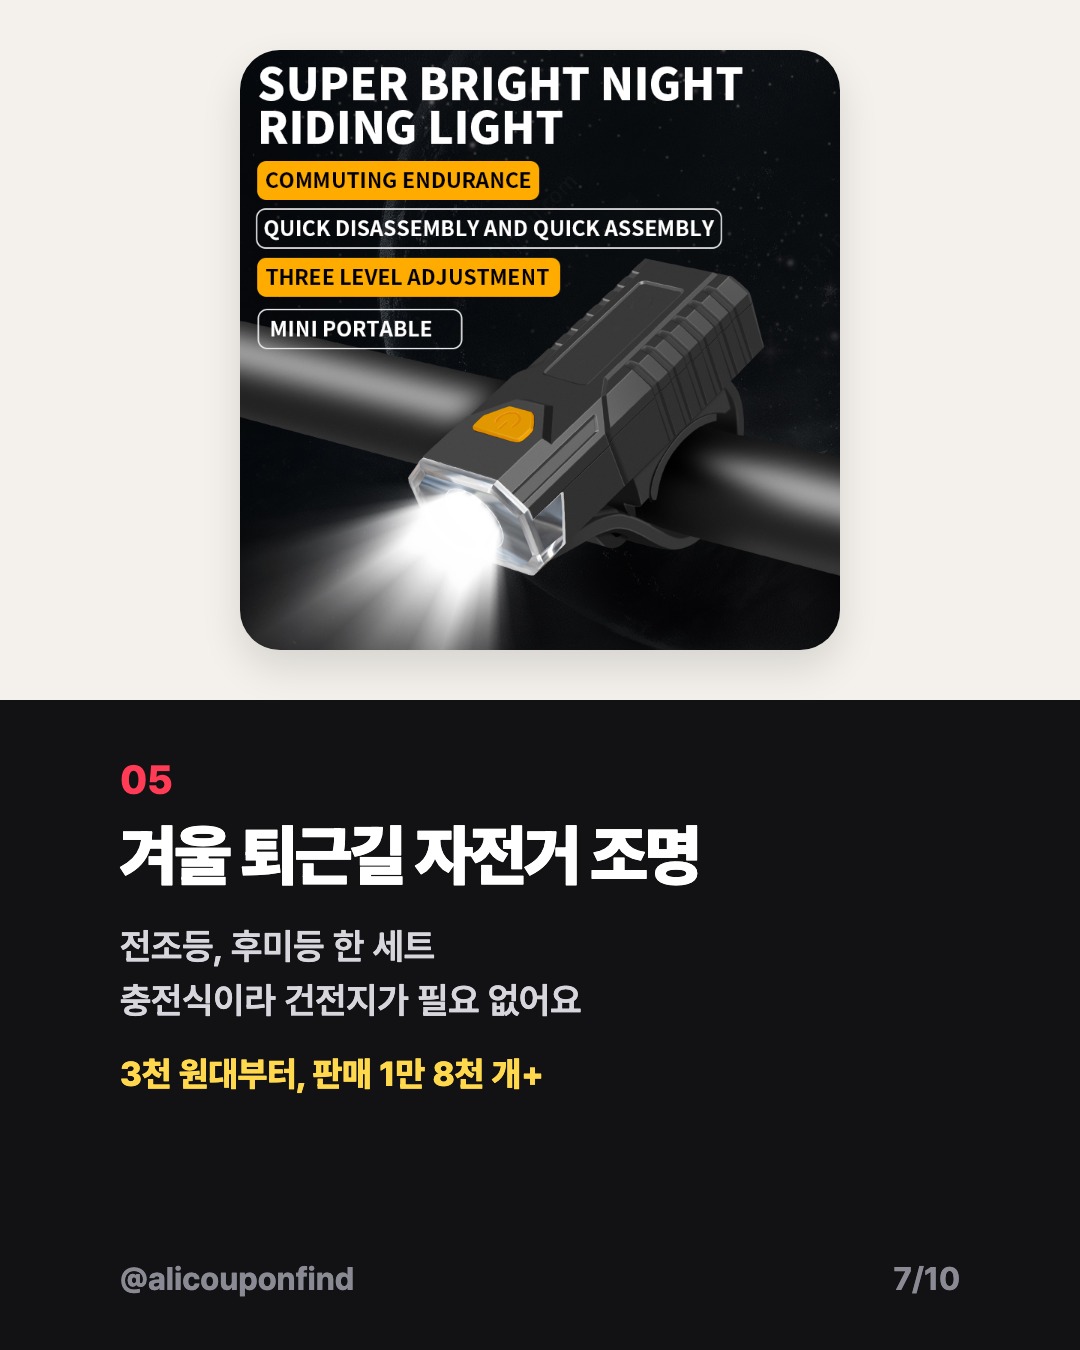 SUPER BRIGHT NIGHT
RIDING LIGHT
COMMUTING ENDURANCE
QUICK DISASSEMBLY AND QUICK ASSEMBLY
THREE LEVEL ADJUSTMENT
MINI PORTABLE
05
겨울 퇴근길 자전거 조명
전조등, 후미등 한 세트
충전식이라 건전지가 필요 없어요
3천 원대부터, 판매 1만 8천 개+
@alicouponfind
7/10